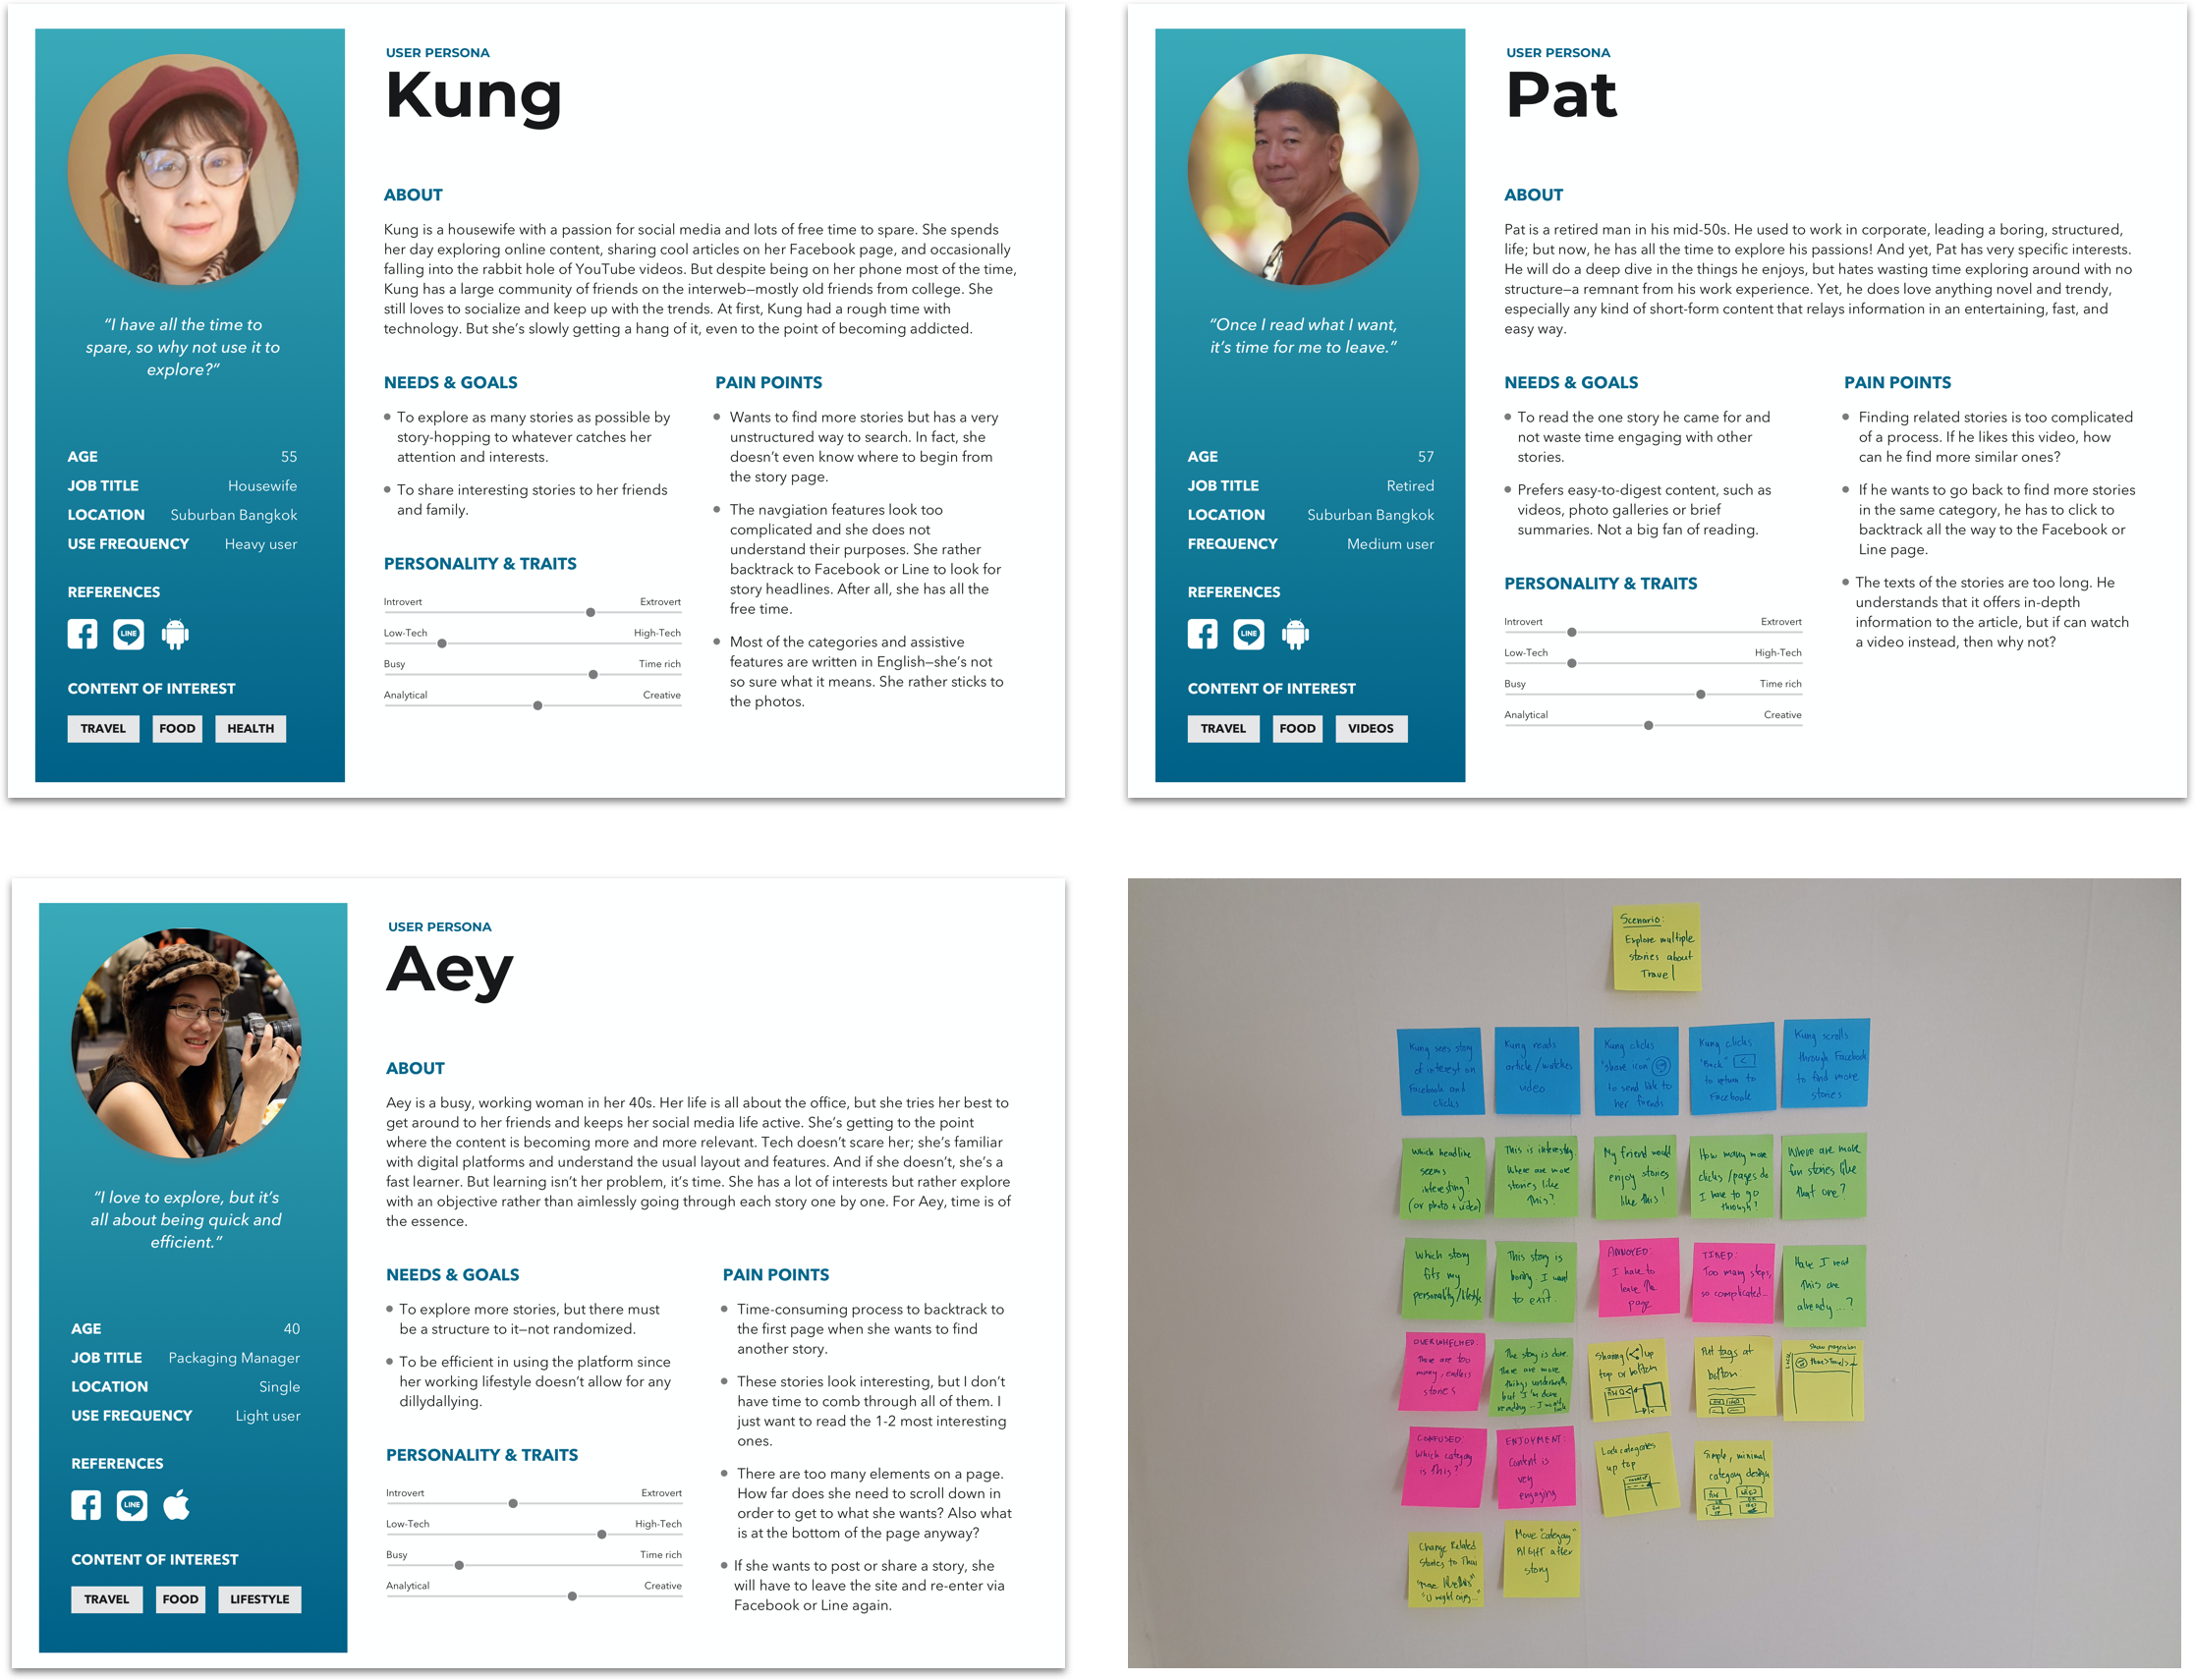 USER PERSONA
Kung
ABOUT
Kung is a housewife with a passion for social media and lots of free time to spare. She spends
her day exploring online content, sharing cool articles on her Facebook page, and occasionally
falling into the rabbit hole of YouTube videos. But despite being on her phone most of the time,
Kung has a large community of friends on the interweb—mostly old friends from college. She
still loves to socialize and keep up with the trends. At first, Kung had a rough time with
technology. But she's slowly getting a hang of it, even to the point of becoming addicted.
"I have all the time to
spare, so why not use it to
explore?"
AGE 55
JOB TITLE Housewife
LOCATION Suburban Bangkok
USE FREQUENCY Heavy user
REFERENCES
LINE
CONTENT OF INTEREST
TRAVEL FOOD HEALTH
NEEDS & GOALS
To explore as many stories as possible by
story-hopping to whatever catches her
attention and interests.
To share interesting stories to her friends
and family.
PERSONALITY & TRAITS
Introvert Extrovert
Low-Tech High-Tech
Busy Time rich
Analytical Creative
PAIN POINTS
Wants to find more stories but has a very
unstructured way to search. In fact, she
doesn't even know where to begin from
the story page.
The navgiation features look too
complicated and she does not
understand their purposes. She rather
backtrack to Facebook or Line to look for
story headlines. After all, she has all the
free time.
Most of the categories and assistive
features are written in English—she's not
so sure what it means. She rather sticks to
the photos.
USER PERSONA
Pat
ABOUT
Pat is a retired man in his mid-50s. He used to work in corporate, leading a boring, structured,
life; but now, he has all the time to explore his passions! And yet, Pat has very specific interests.
He will do a deep dive in the things he enjoys, but hates wasting time exploring around with no
structure—a remnant from his work experience. Yet, he does love anything novel and trendy,
especially any kind of short-form content that relays information in an entertaining, fast, and
easy way.
"Once I read what I want,
it's time for me to leave."
AGE 57
JOB TITLE Retired
LOCATION Suburban Bangkok
FREQUENCY Medium user
REFERENCES
LINE
CONTENT OF INTEREST
TRAVEL FOOD VIDEOS
NEEDS & GOALS
To read the one story he came for and
not waste time engaging with other
stories.
Prefers easy-to-digest content, such as
videos, photo galleries or brief
summaries. Not a big fan of reading.
PERSONALITY & TRAITS
Introvert Extrovert
Low-Tech High-Tech
Busy Time rich
Analytical Creative
PAIN POINTS
Finding related stories is too complicated
of a process. If he likes this video, how
can he find more similar ones?
If he wants to go back to find more stories
in the same category, he has to click to
backtrack all the way to the Facebook or
Line page.
The texts of the stories are too long. He
understands that it offers in-depth
information to the article, but if can watch
a video instead, then why not?
USER PERSONA
Aey
ABOUT
Aey is a busy, working woman in her 40s. Her life is all about the office, but she tries her best to
get around to her friends and keeps her social media life active. She's getting to the point
where the content is becoming more and more relevant. Tech doesn't scare her; she's familiar
with digital platforms and understand the usual layout and features. And if she doesn't, she's a
fast learner. But learning isn't her problem, it's time. She has a lot of interests but rather explore
with an objective rather than aimlessly going through each story one by one. For Aey, time is of
the essence.
"I love to explore, but it's
all about being quick and
efficient."
AGE 40
JOB TITLE Packaging Manager
LOCATION Single
USE FREQUENCY Light user
REFERENCES
LINE
CONTENT OF INTEREST
TRAVEL FOOD LIFESTYLE
NEEDS & GOALS
To explore more stories, but there must
be a structure to it—not randomized.
To be efficient in using the platform since
her working lifestyle doesn't allow for any
dillydallying.
PERSONALITY & TRAITS
Introvert Extrovert
Low-Tech High-Tech
Busy Time rich
Analytical Creative
PAIN POINTS
Time-consuming process to backtrack to
the first page when she wants to find
another story.
These stories look interesting, but I don't
have time to comb through all of them. I
just want to read the 1-2 most interesting
ones.
There are too many elements on a page.
How far does she need to scroll down in
order to get to what she wants? Also what
is at the bottom of the page anyway?
If she wants to post or share a story, she
will have to leave the site and re-enter via
Facebook or Line again.
Scenario:
Explore multiple
stories about
Travel
Kung sees story
of interest on
Facebook and
clicks
Kung reads
article/watches
video
Kung clicks
"share icon"
to send link to
her friends
Kung clicks
"Back" <
to return to
Facebook
Kung scrolls
through Facebook
to find more
stories
Which headline
seems
interesting?
(or photo + video)
This is interesting.
Where are more
stories like
this?
My friend would
enjoy stories
like this!
How many more
clicks/pages do
I have to go
through?
Where are more
fun stories like
that one?
Which story
fits my
personality/lifestyle
This story is
boring. I want
to exit.
ANNOYED:
I have to
leave the
page
TIRED:
Too many steps,
so complicated...
Have I read
this one
already...?
OVERWHELMED:
There are too
many, endless
stories
The story is done.
There are more
things underneath
but I'm done
reading...
Sharing up
top or bottom
Put tags at
bottom
CONFUSED:
Which category
is this?
ENJOYMENT:
Content is
very
engaging
Lock categories
up top
Simple, minimal
category design
Change Related
Stories to Thai
"U might enjoy..."
Move "category"
RIGHT after
story